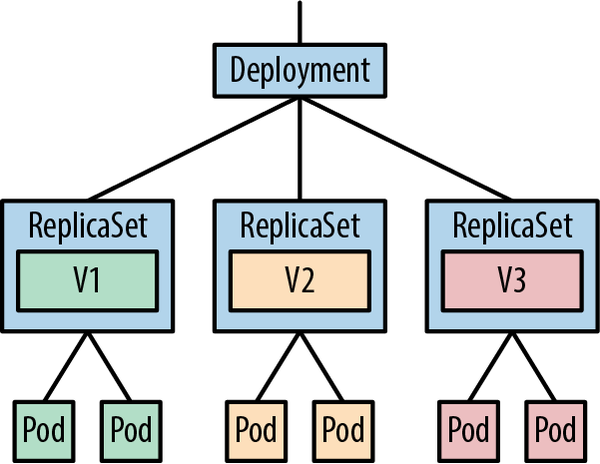 Deployment
ReplicaSet
V1
ReplicaSet
V2
ReplicaSet
V3
Pod
Pod
Pod
Pod
Pod
Pod